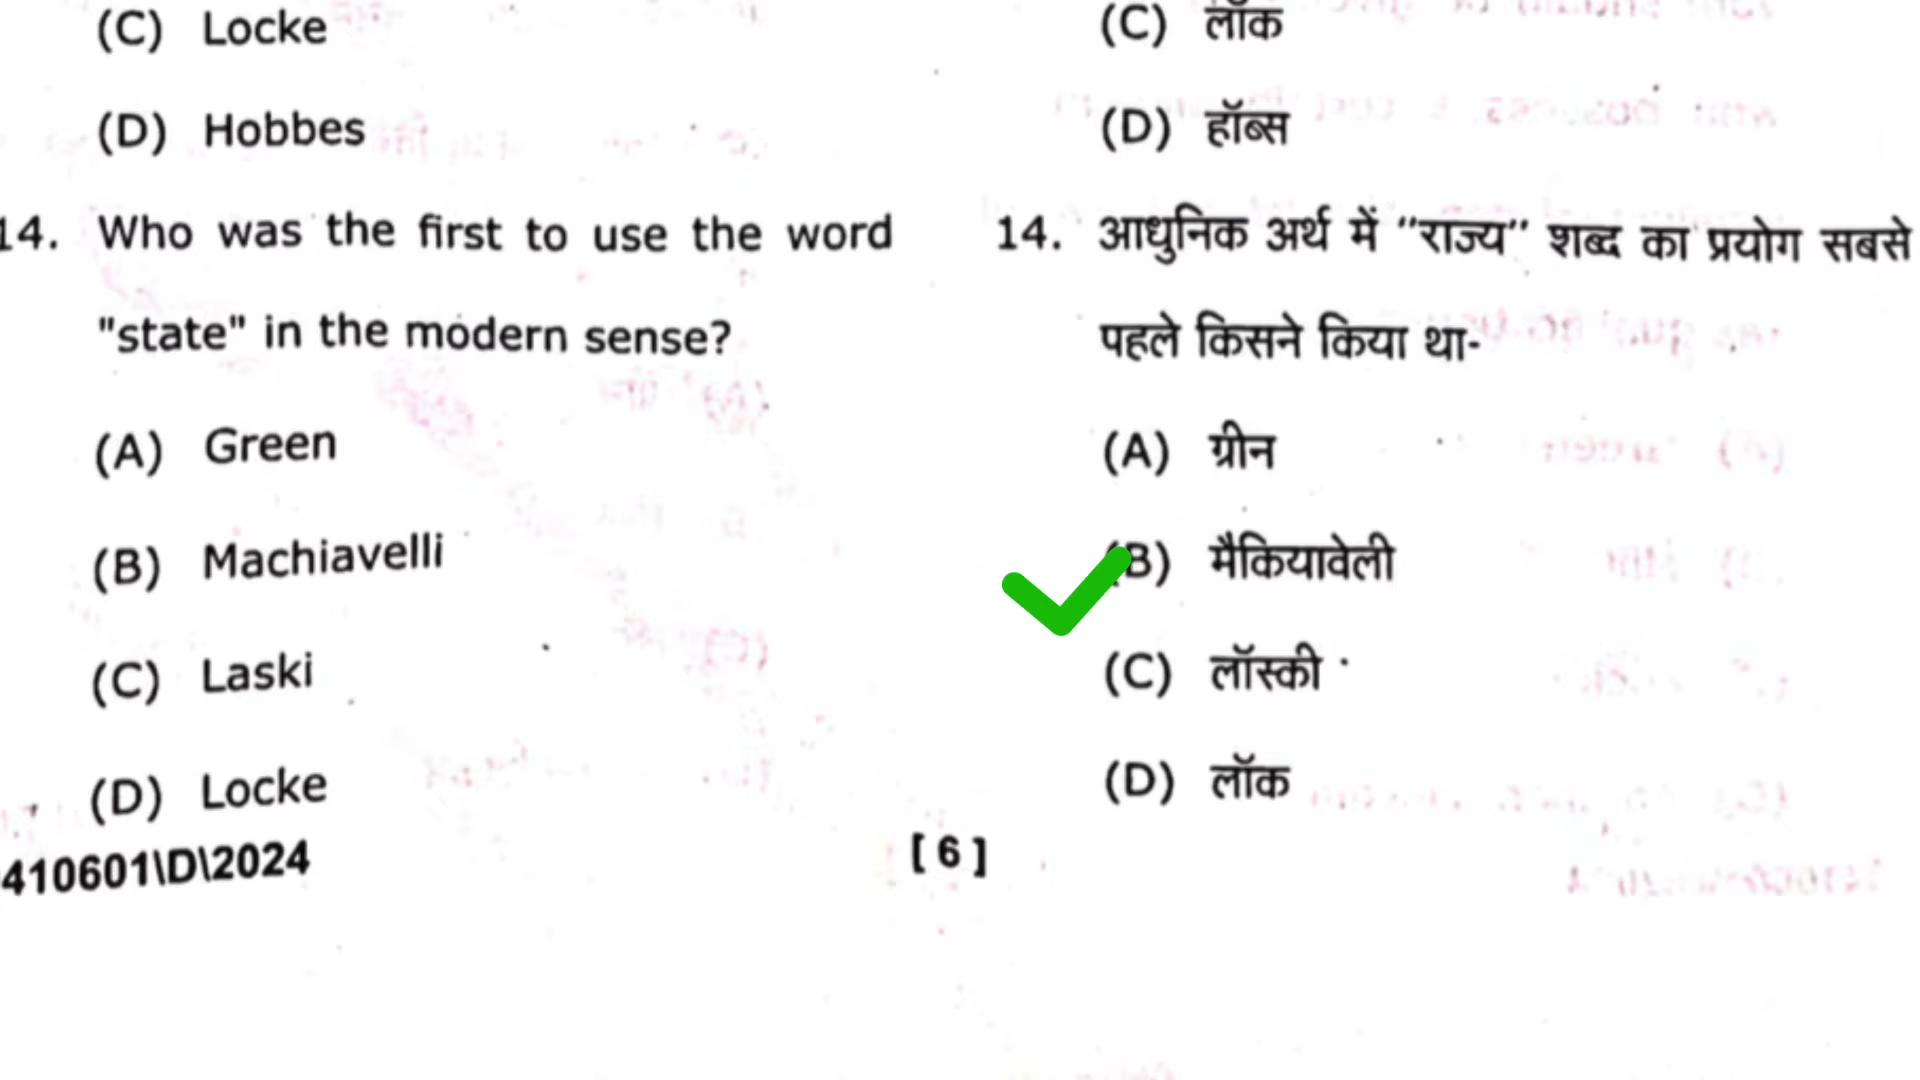 (C) Locke
(D) Hobbes
14. Who was the first to use the word
"state" in the modern sense?
(A) Green
(B) Machiavelli
(C) Laski
(D) Locke
410601\D\2024
(C) लॉक
(D) हॉब्स
14. आधुनिक अर्थ में ‘‘राज्य’’ शब्द का प्रयोग सबसे
पहले किसने किया था-
(A) ग्रीन
(B) मैकियावेली
(C) लॉस्की
(D) लॉक
[ 6 ]